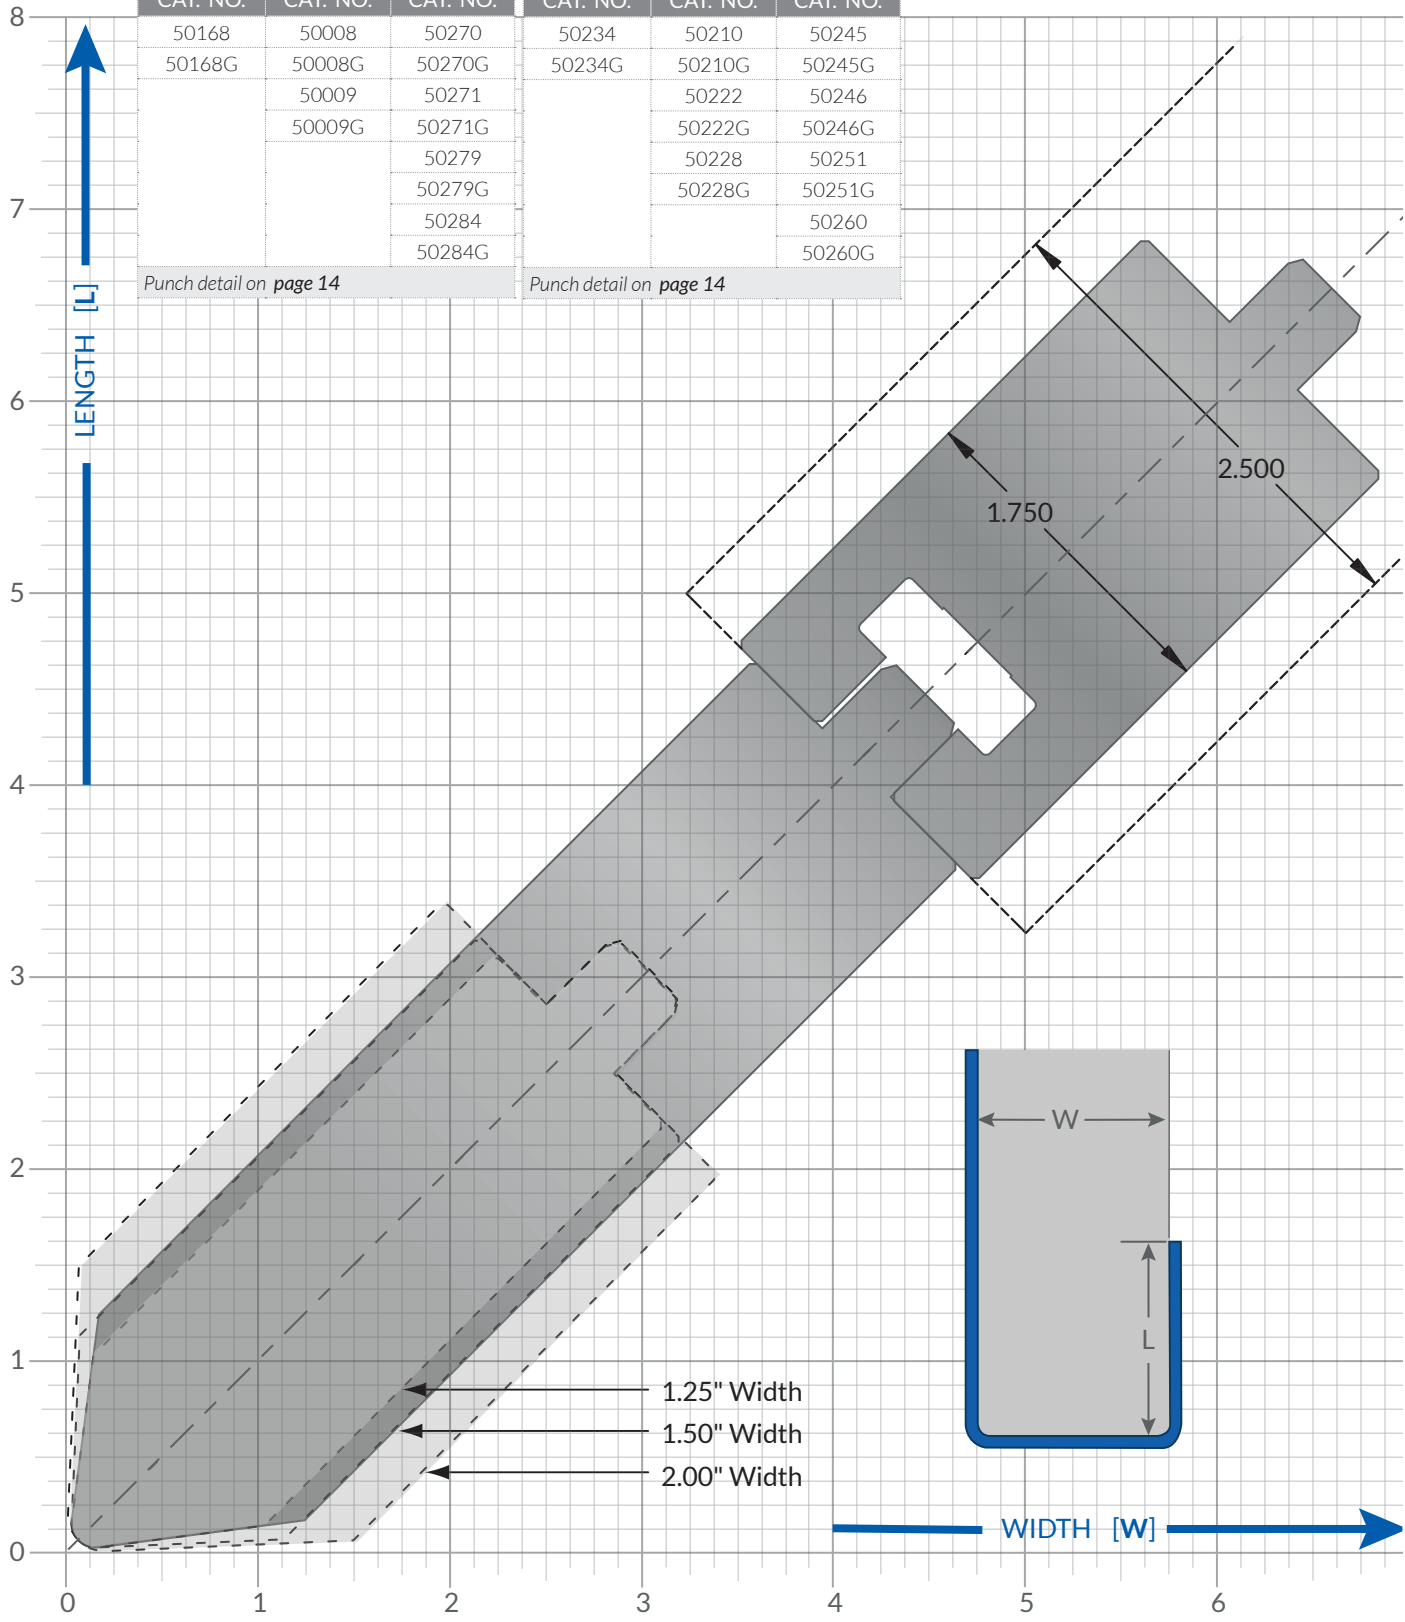 CAT. NO. CAT. NO. CAT. NO. CAT. NO. CAT. NO. CAT. NO.
50168 50008 50270 50234 50210 50245
50168G 50008G 50270G 50234G 50210G 50245G
50009 50271 50222 50246
50009G 50271G 50222G 50246G
50279 50228 50251
50279G 50228G 50251G
50284 50260
50284G 50260G
Punch detail on page 14 Punch detail on page 14
8
7
6
5
4
3
2
1
0
LENGTH [L]
2.500
1.750
W
L
1.25" Width
1.50" Width
2.00" Width
WIDTH [W]
0 1 2 3 4 5 6